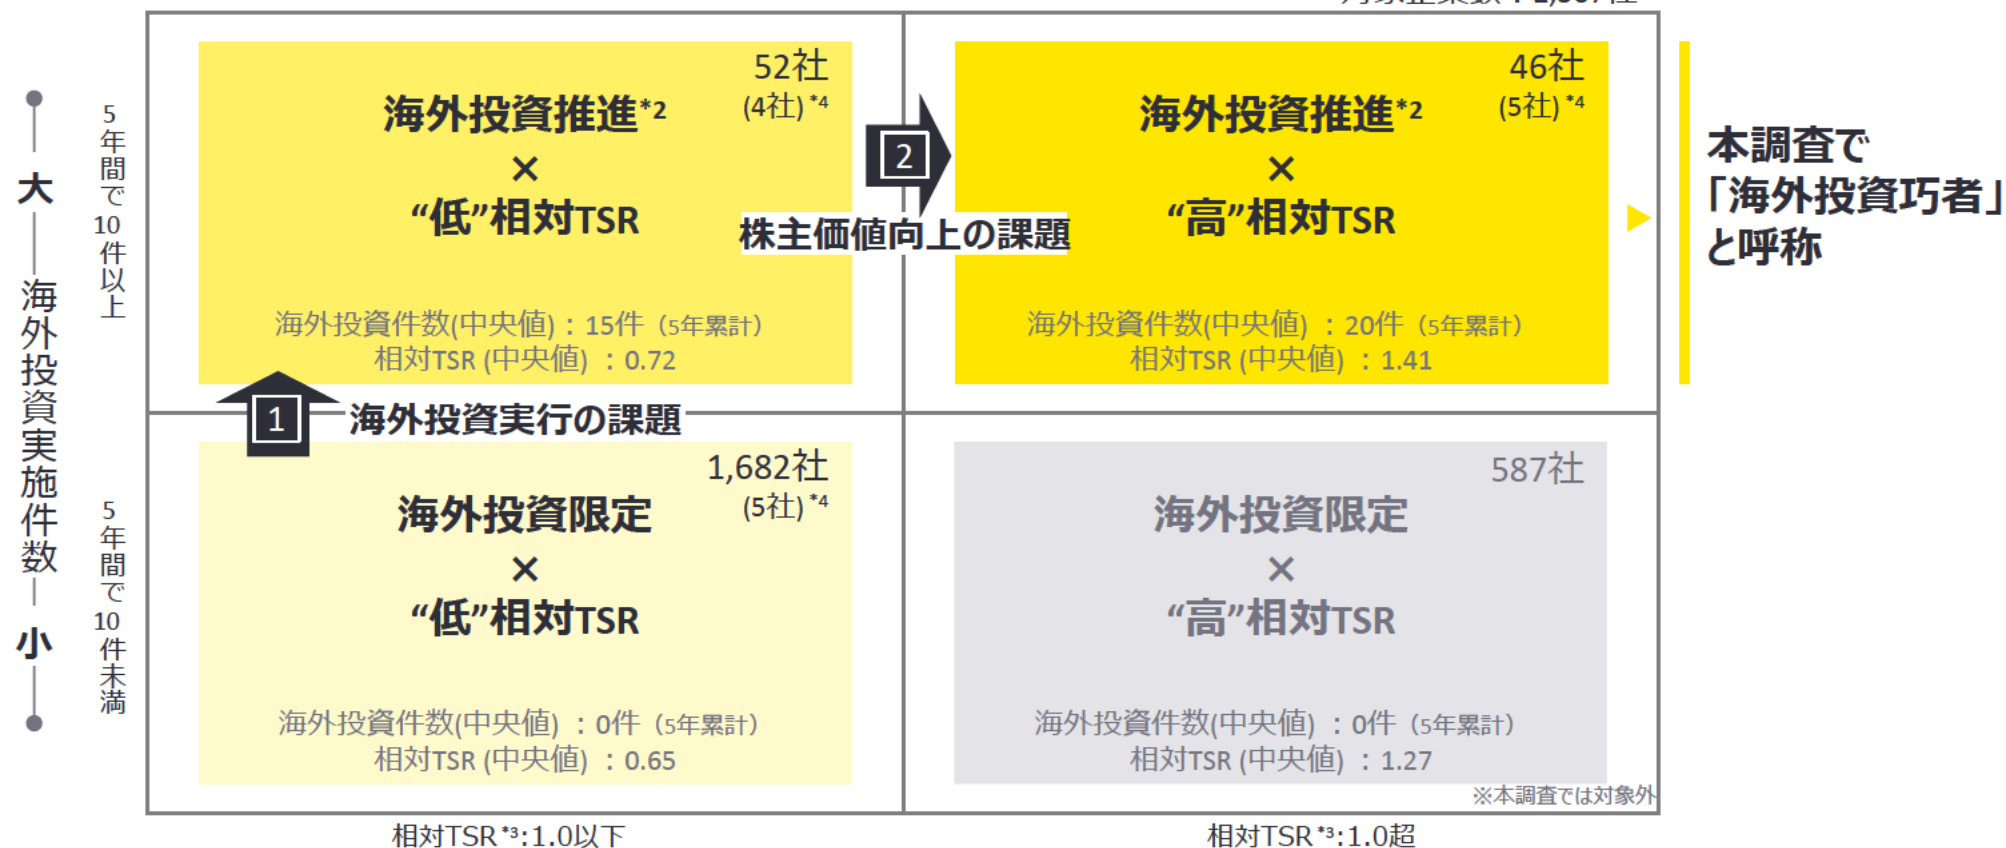 大
海外投資実施件数
小
5年間で10件以上
5年間で10件未満
52社
(4社) *4
海外投資推進*2
×
“低”相対TSR
海外投資件数(中央値)：15件（5年累計）
相対TSR (中央値) ：0.72
2
株主価値向上の課題
46社
(5社) *4
海外投資推進*2
×
“高”相対TSR
海外投資件数(中央値) ：20件（5年累計）
相対TSR (中央値) ：1.41
本調査で
「海外投資巧者」
と呼称
1
海外投資実行の課題
1,682社
(5社) *4
海外投資限定
×
“低”相対TSR
海外投資件数(中央値) ：0件（5年累計）
相対TSR (中央値) ：0.65
587社
海外投資限定
×
“高”相対TSR
海外投資件数(中央値) ：0件（5年累計）
相対TSR (中央値) ：1.27
※本調査では対象外
相対TSR *3:1.0以下
相対TSR *3:1.0超